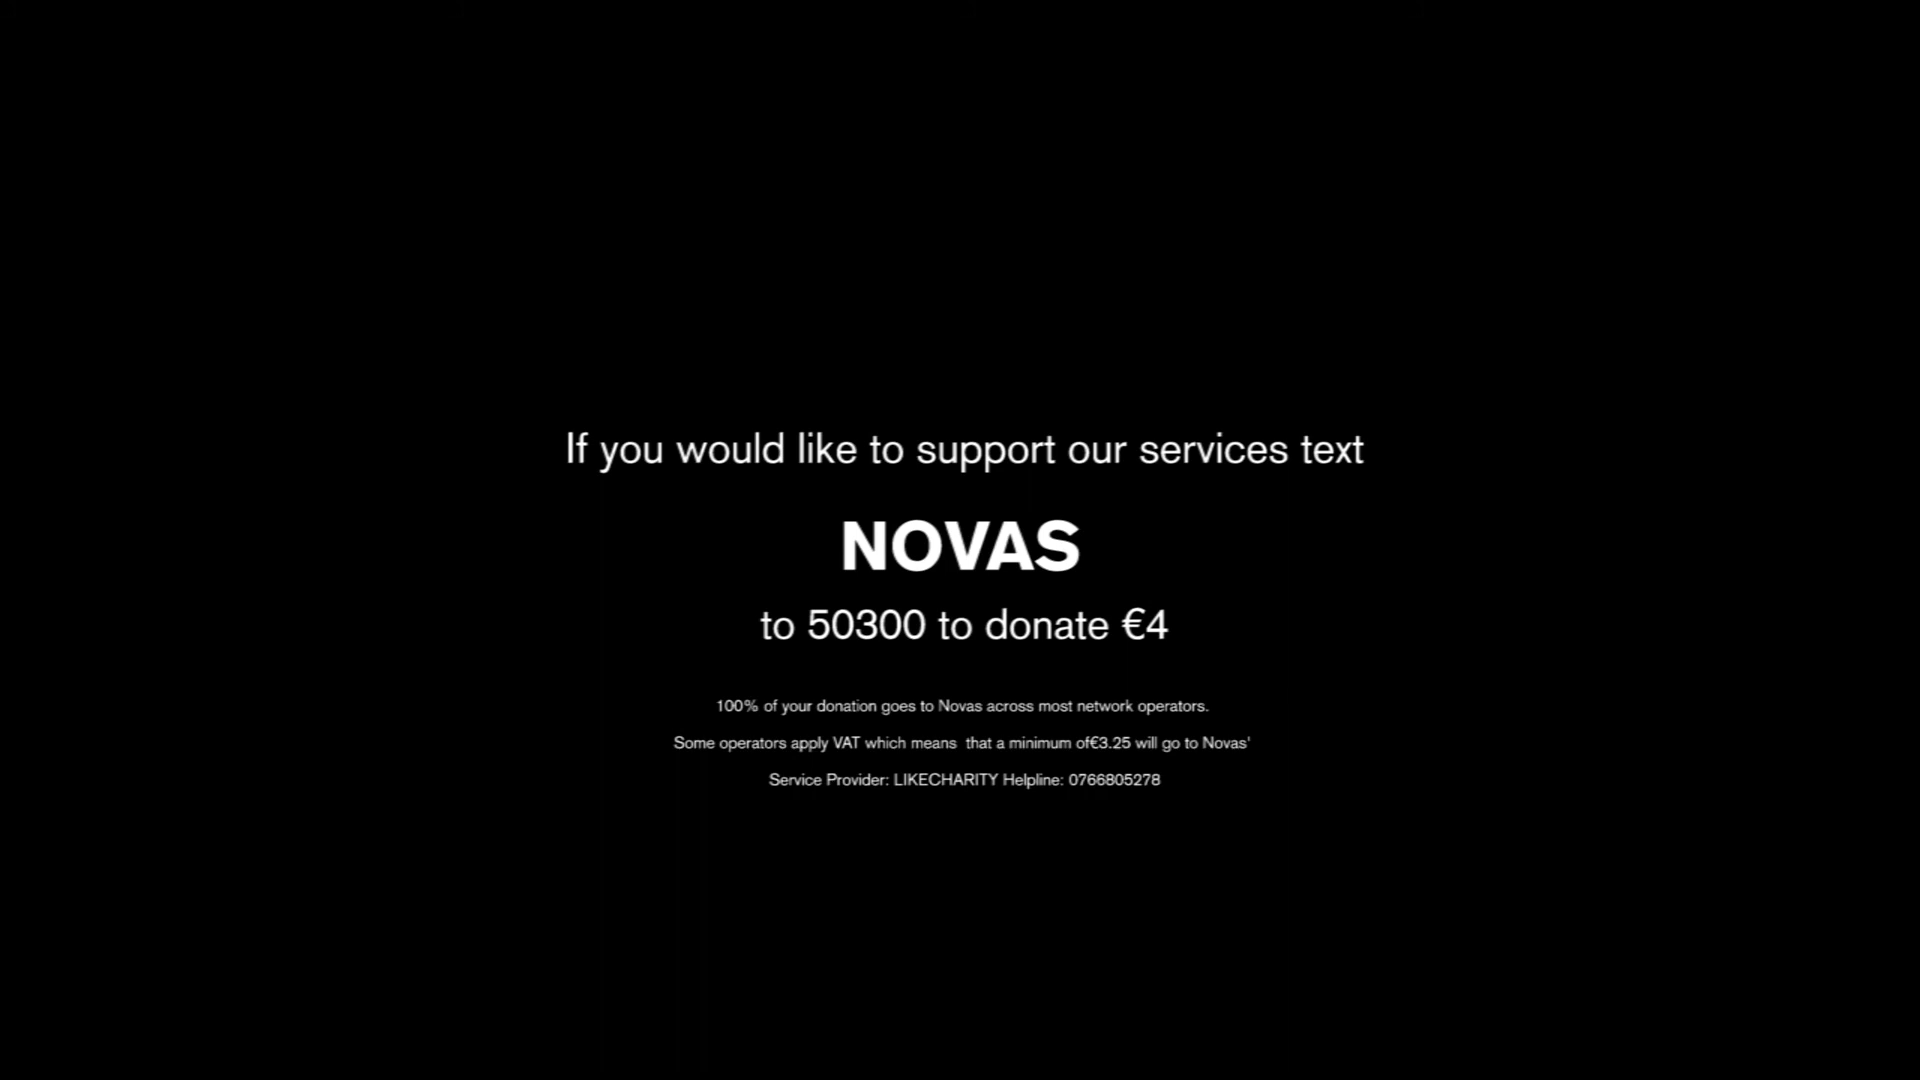 If you would like to support our services text
NOVAS
to 50300 to donate €4
100% of your donation goes to Novas across most network operators.
Some operators apply VAT which means  that a minimum of€3.25 will go to Novas'
Service Provider: LIKECHARITY Helpline: 0766805278